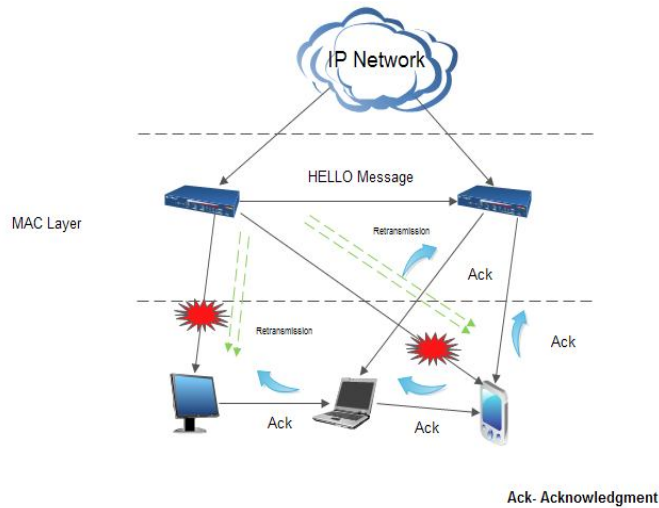 IP Network
HELLO Message
MAC Layer
Retransmission
Ack
Retransmission
Ack
Ack
Ack
Ack- Acknowledgment